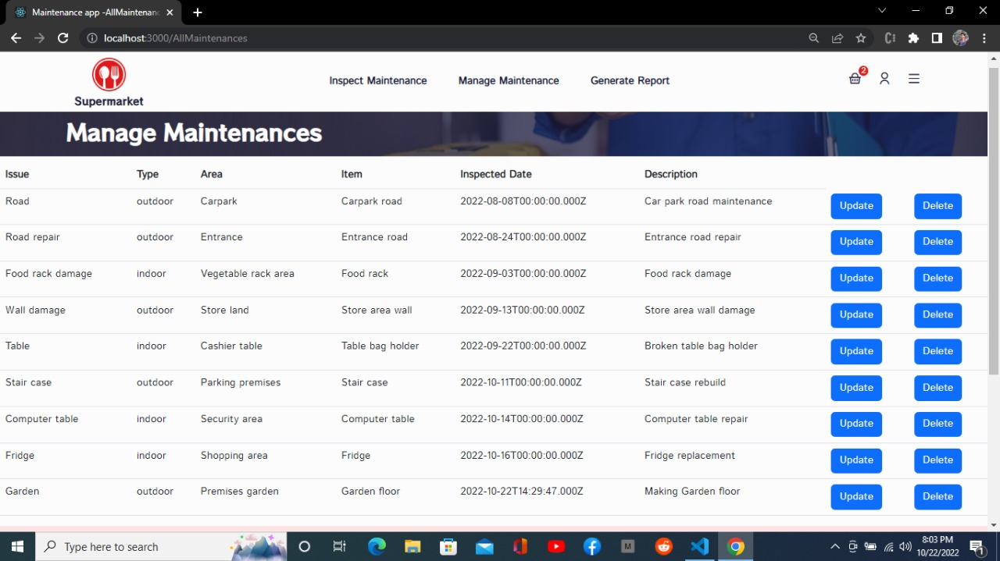 Maintenance app -AllMaintenanc
localhost:3000/AllMaintenances
Supermarket
Inspect Maintenance Manage Maintenance Generate Report
2
Manage Maintenances
Issue Type Area Item Inspected Date Description
Road outdoor Carpark Carpark road 2022-08-08T00:00:00.000Z Car park road maintenance Update Delete
Road repair outdoor Entrance Entrance road 2022-08-24T00:00:00.000Z Entrance road repair Update Delete
Food rack damage indoor Vegetable rack area Food rack 2022-09-03T00:00:00.000Z Food rack damage Update Delete
Wall damage outdoor Store land Store area wall 2022-09-13T00:00:00.000Z Store area wall damage Update Delete
Table indoor Cashier table Table bag holder 2022-09-22T00:00:00.000Z Broken table bag holder Update Delete
Stair case outdoor Parking premises Stair case 2022-10-11T00:00:00.000Z Stair case rebuild Update Delete
Computer table indoor Security area Computer table 2022-10-14T00:00:00.000Z Computer table repair Update Delete
Fridge indoor Shopping area Fridge 2022-10-16T00:00:00.000Z Fridge replacement Update Delete
Garden outdoor Premises garden Garden floor 2022-10-22T14:29:47.000Z Making Garden floor Update Delete
Type here to search
M
8:03 PM
10/22/2022
1